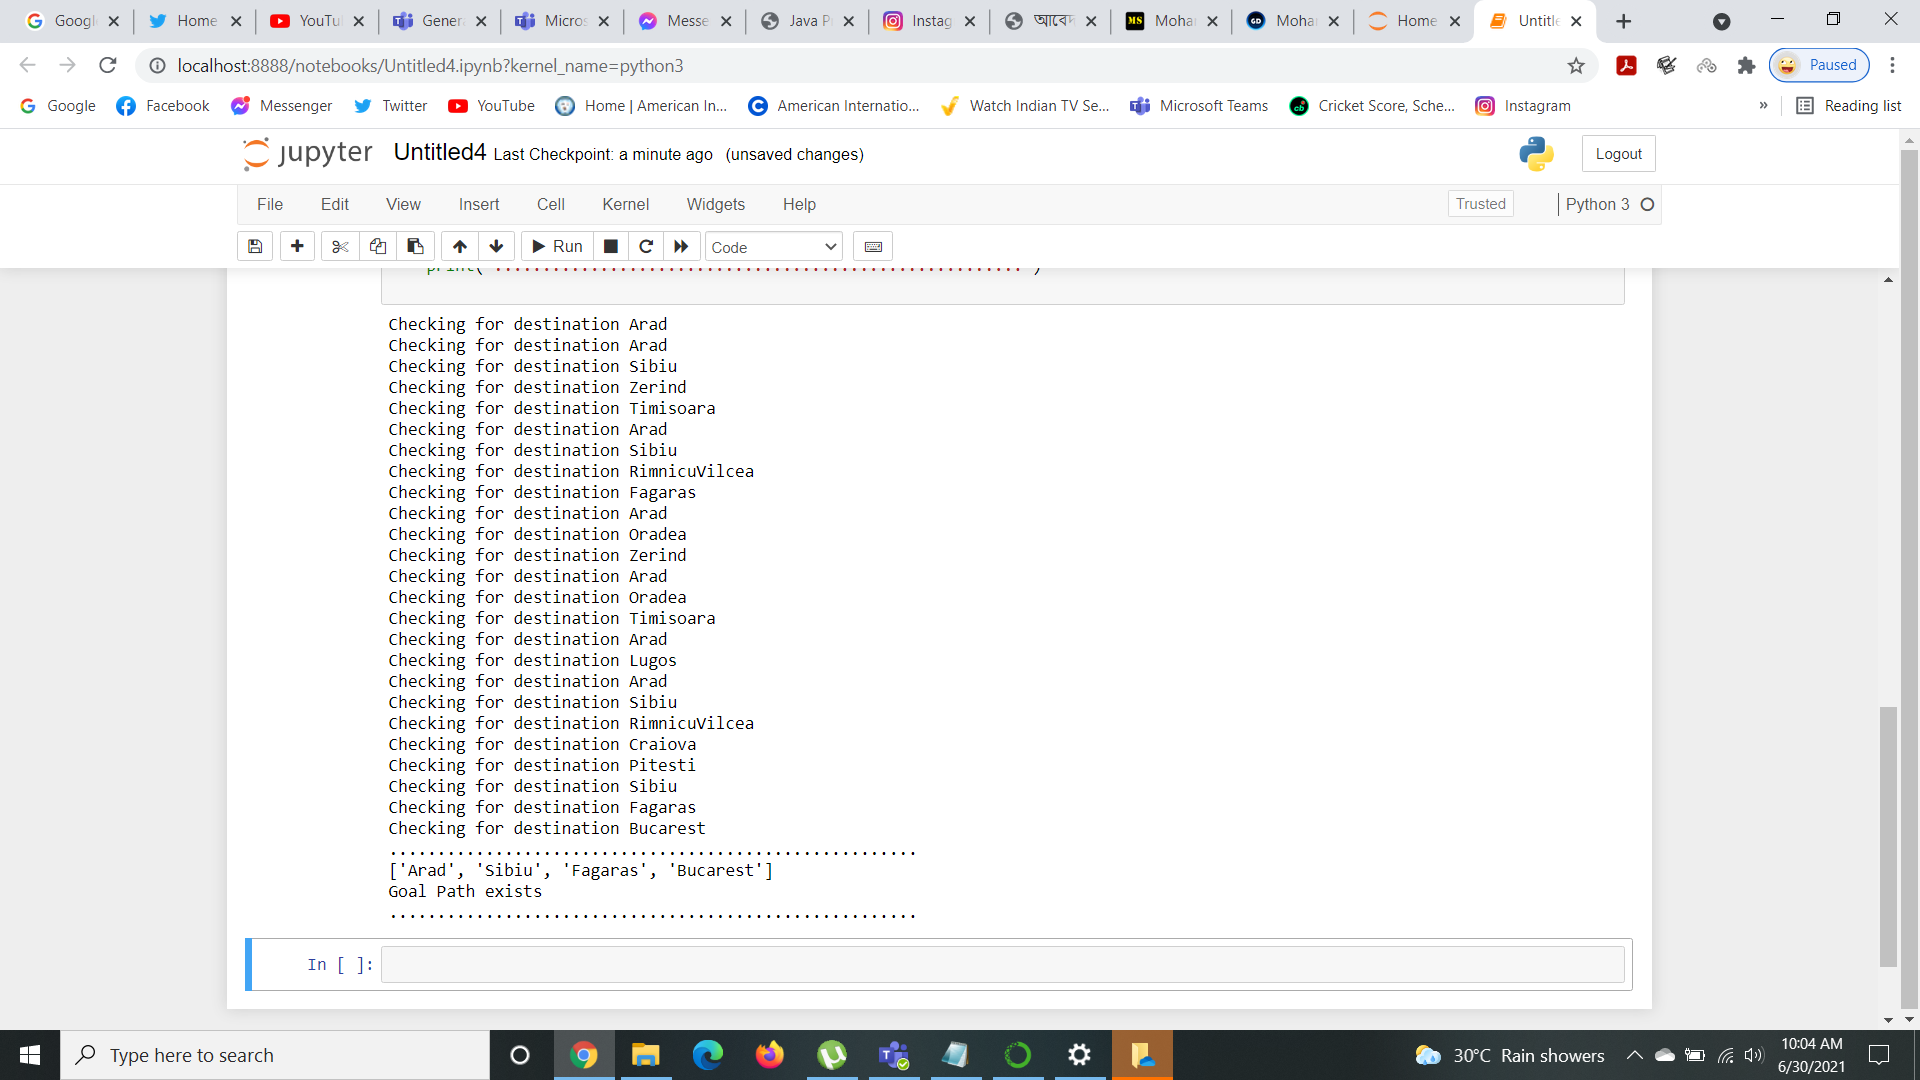 Googl Home YouTu Genera Micros Messe Java P Instag আবেদ Mohar Mohar Home Untitle
localhost:8888/notebooks/Untitled4.ipynb?kernel_name=python3 Paused
Google Facebook Messenger Twitter YouTube Home | American In... American Internatio... Watch Indian TV Se... Microsoft Teams Cricket Score, Sche... Instagram » Reading list
jupyter Untitled4 Last Checkpoint: a minute ago (unsaved changes) Logout
File Edit View Insert Cell Kernel Widgets Help Trusted Python 3
Run Code
Checking for destination Arad
Checking for destination Arad
Checking for destination Sibiu
Checking for destination Zerind
Checking for destination Timisoara
Checking for destination Arad
Checking for destination Sibiu
Checking for destination RimnicuVilcea
Checking for destination Fagaras
Checking for destination Arad
Checking for destination Oradea
Checking for destination Zerind
Checking for destination Arad
Checking for destination Oradea
Checking for destination Timisoara
Checking for destination Arad
Checking for destination Lugos
Checking for destination Arad
Checking for destination Sibiu
Checking for destination RimnicuVilcea
Checking for destination Craiova
Checking for destination Pitesti
Checking for destination Sibiu
Checking for destination Fagaras
Checking for destination Bucarest
.......................................................
['Arad', 'Sibiu', 'Fagaras', 'Bucarest']
Goal Path exists
.......................................................
In [ ]:
Type here to search 30°C Rain showers 10:04 AM
6/30/2021